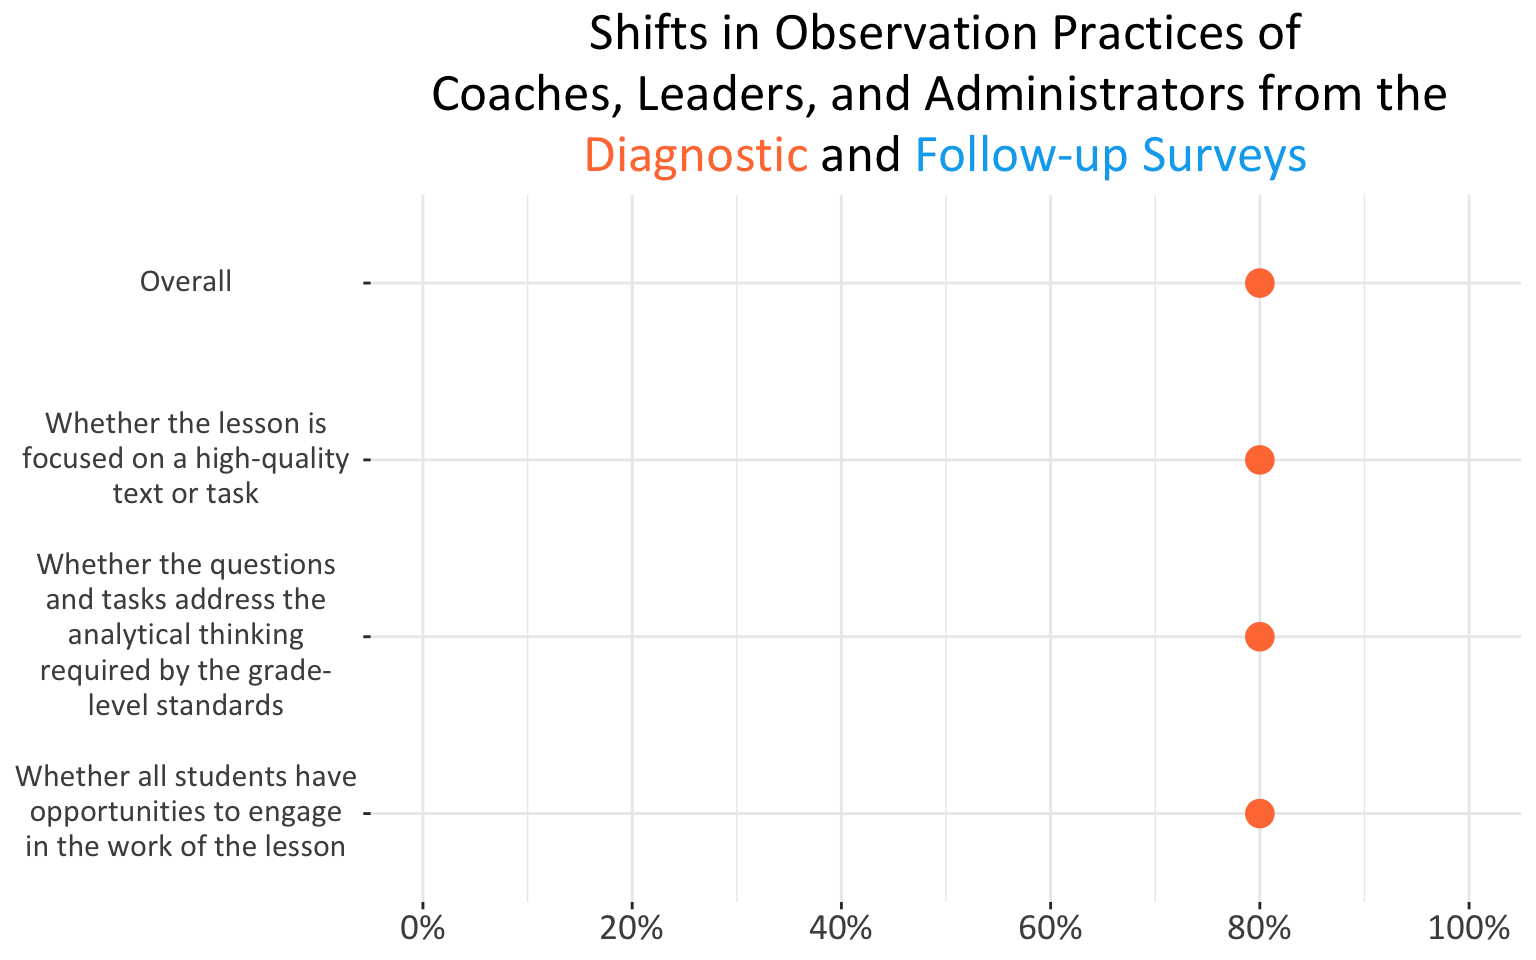 Shifts in Observation Practices of
Coaches, Leaders, and Administrators from the
Diagnostic and Follow-up Surveys
Overall
Whether the lesson is
focused on a high-quality
text or task
Whether the questions
and tasks address the
analytical thinking
required by the grade-
level standards
Whether all students have
opportunities to engage
in the work of the lesson
0% 20% 40% 60% 80% 100%